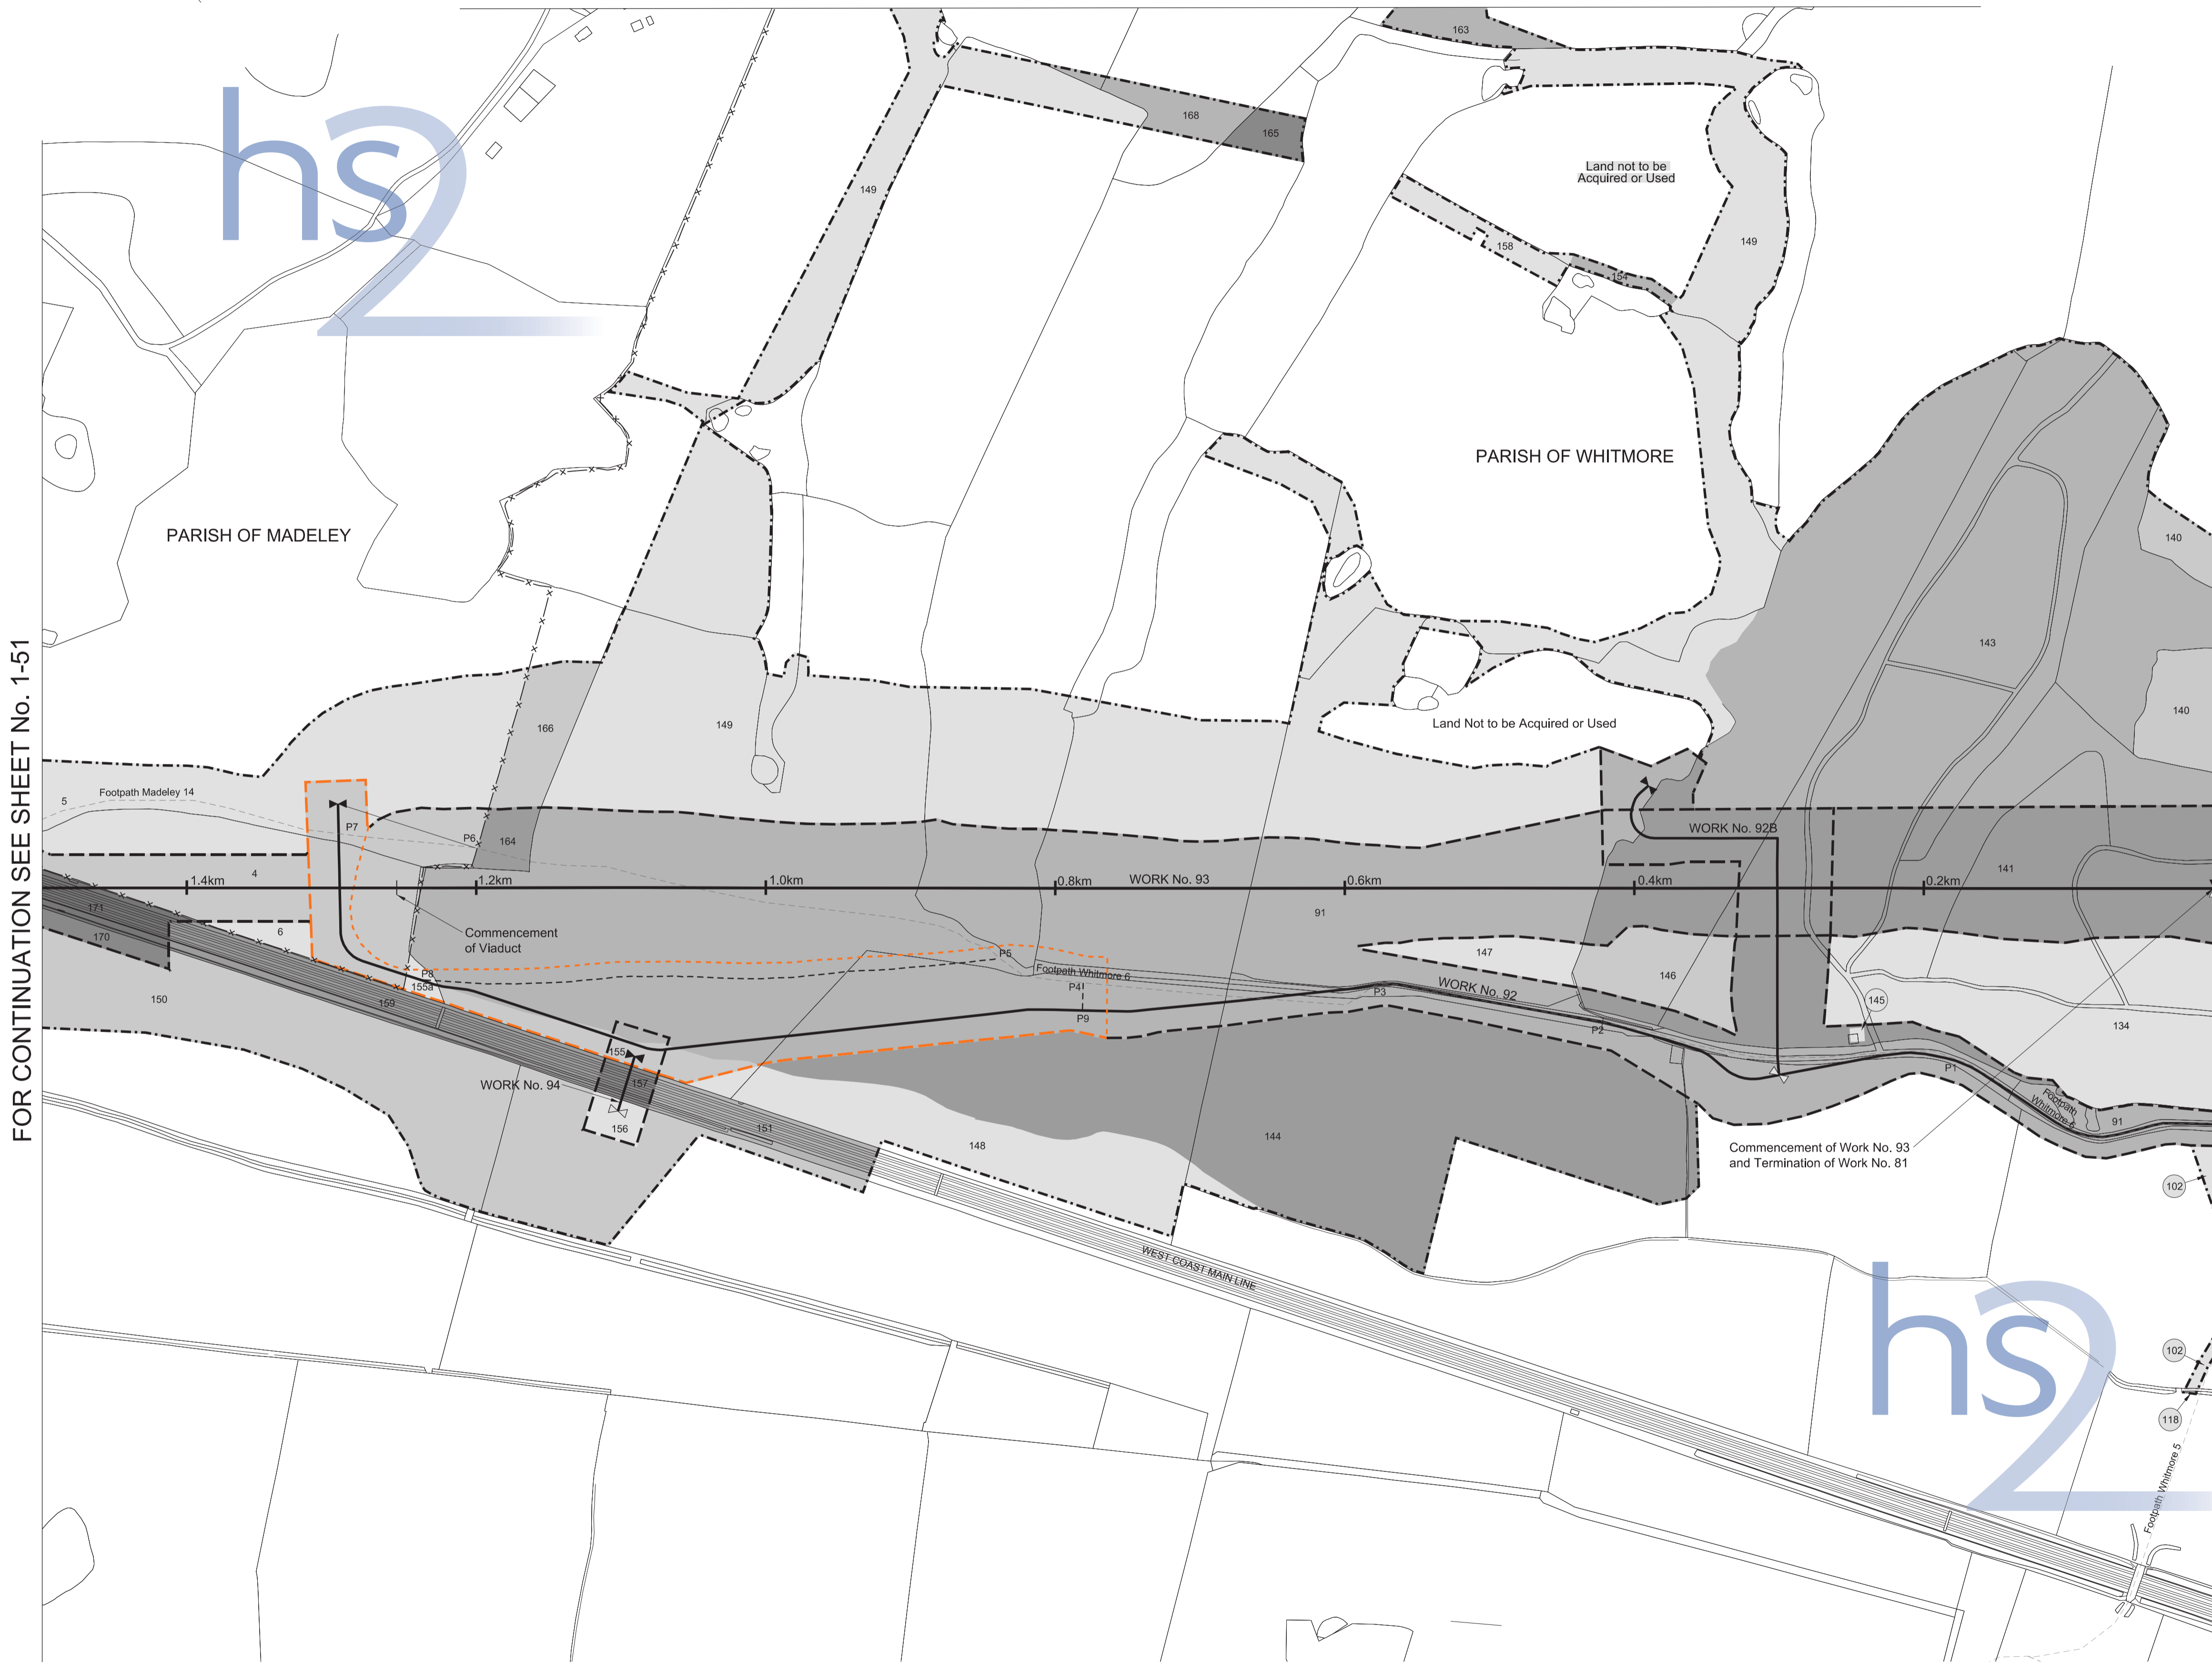 163
168
165
Land not to be
Acquired or Used
hs2
149
149
158
154
PARISH OF WHITMORE
PARISH OF MADELEY
140
143
FOR CONTINUATION SEE SHEET No. 1-51
140
Land Not to be Acquired or Used
166
149
5
Footpath Madeley 14
P7
P6
164
WORK No. 92B
4
1.4km
1.2km
1.0km
0.8km
WORK No. 93
0.6km
0.4km
0.2km
141
171
91
170
6
Commencement
of Viaduct
P5
147
Footpath Whitmore 6
P8
155a
P4
P3
WORK No. 92
146
150
159
145
P9
P2
134
155
157
WORK No. 94
P1
Footpath
Whitmore 6
91
156
151
144
148
Commencement of Work No. 93
and Termination of Work No. 81
102
WEST COAST MAIN LINE
hs2
102
118
Footpath Whitmore 5